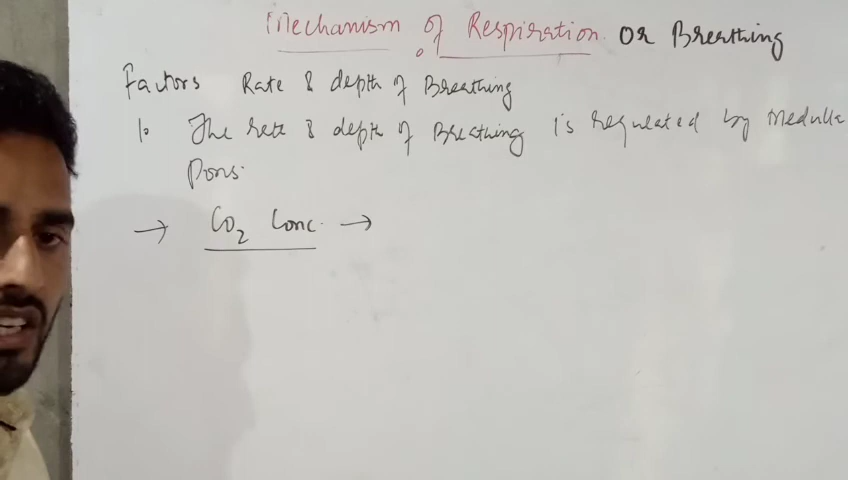 Mechanism of Respiration or Breathing
Factors Rate & depth of Breathing
1. The rate & depth of Breathing is regueated by Medulla
Pons.
→ CO₂ Conc. →